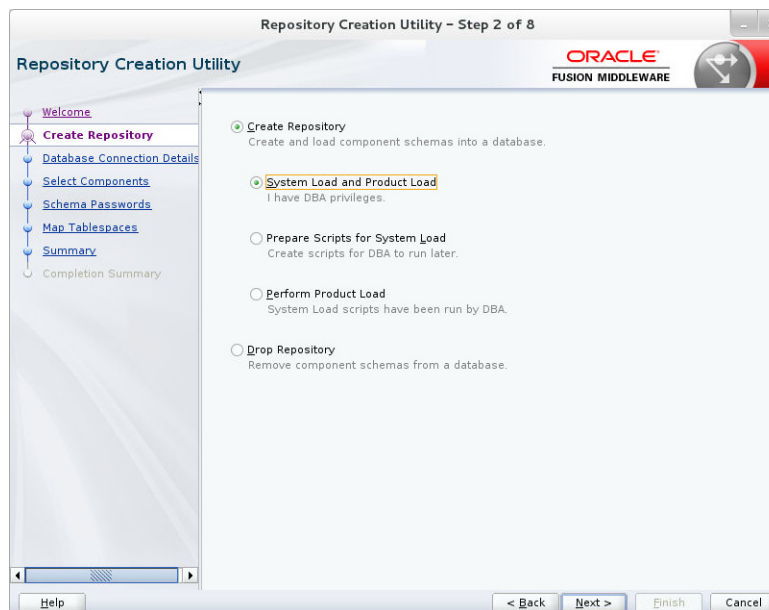 Repository Creation Utility – Step 2 of 8
Repository Creation Utility
ORACLE
FUSION MIDDLEWARE
Welcome
Create Repository
Database Connection Details
Select Components
Schema Passwords
Map Tablespaces
Summary
Completion Summary
Create Repository
Create and load component schemas into a database.
System Load and Product Load
I have DBA privileges.
Prepare Scripts for System Load
Create scripts for DBA to run later.
Perform Product Load
System Load scripts have been run by DBA.
Drop Repository
Remove component schemas from a database.
Help
< Back
Next >
Finish
Cancel